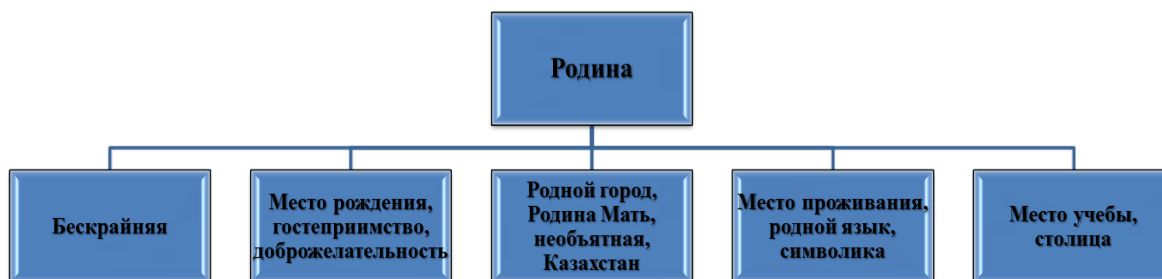 Родина
Бескрайняя
Место рождения,
гостеприимство,
доброжелательность
Родной город,
Родина Мать,
необъятная,
Казахстан
Место проживания,
родной язык,
символика
Место учебы,
столица